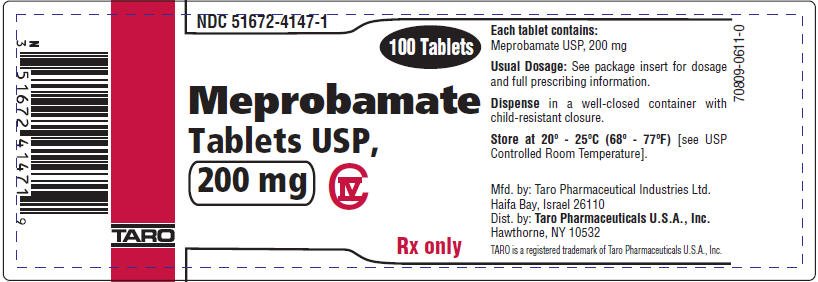 N
3 51672 41471 9
TARO
NDC 51672-4147-1
100 Tablets
Meprobamate
Tablets USP,
200 mg
CIV
Rx only
Each tablet contains:
Meprobamate USP, 200 mg
Usual Dosage: See package insert for dosage
and full prescribing information.
Dispense in a well-closed container with
child-resistant closure.
Store at 20º - 25ºC (68º - 77ºF) [see USP
Controlled Room Temperature].
Mfd. by: Taro Pharmaceutical Industries Ltd.
Haifa Bay, Israel 26110
Dist. by: Taro Pharmaceuticals U.S.A., Inc.
Hawthorne, NY 10532
TARO is a registered trademark of Taro Pharmaceuticals U.S.A., Inc.
70809-0611-0